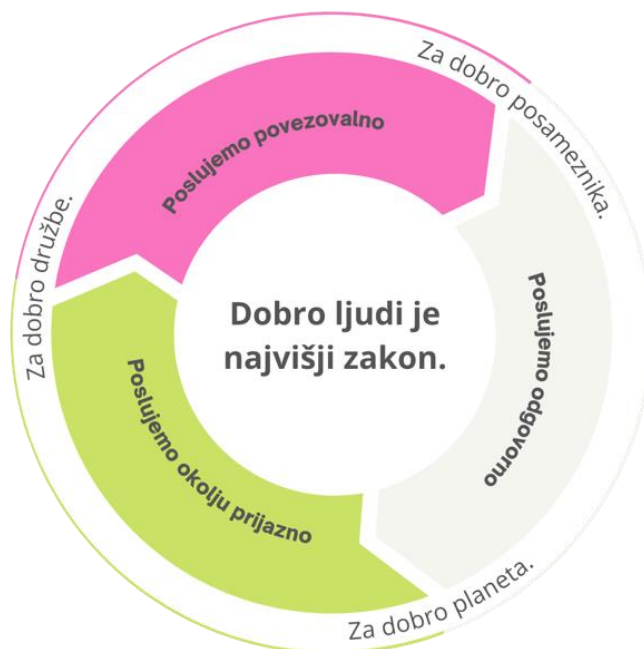 Za dobro posameznika.
Poslujemo povezovalno
Za dobro družbe.
Dobro ljudi je
najvišji zakon.
Poslujemo odgovorno
Poslujemo okolju prijazno
Za dobro planeta.